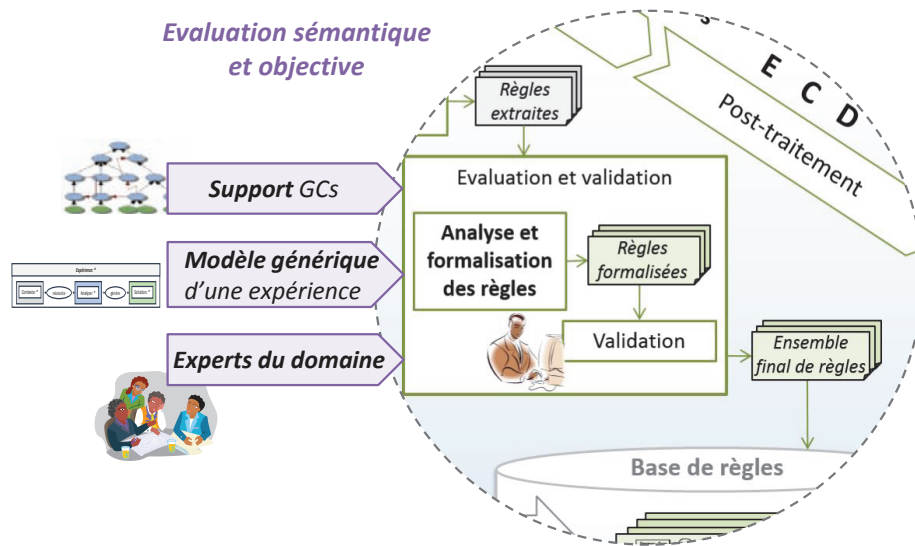 Evaluation sémantique
et objective
E C D
Post-traitement
Règles
extraites
Evaluation et validation
Support GCs
Analyse et
formalisation
des règles
Règles
formalisées
Modèle générique
d'une expérience
Validation
Experts du domaine
Ensemble
final de règles
Base de règles